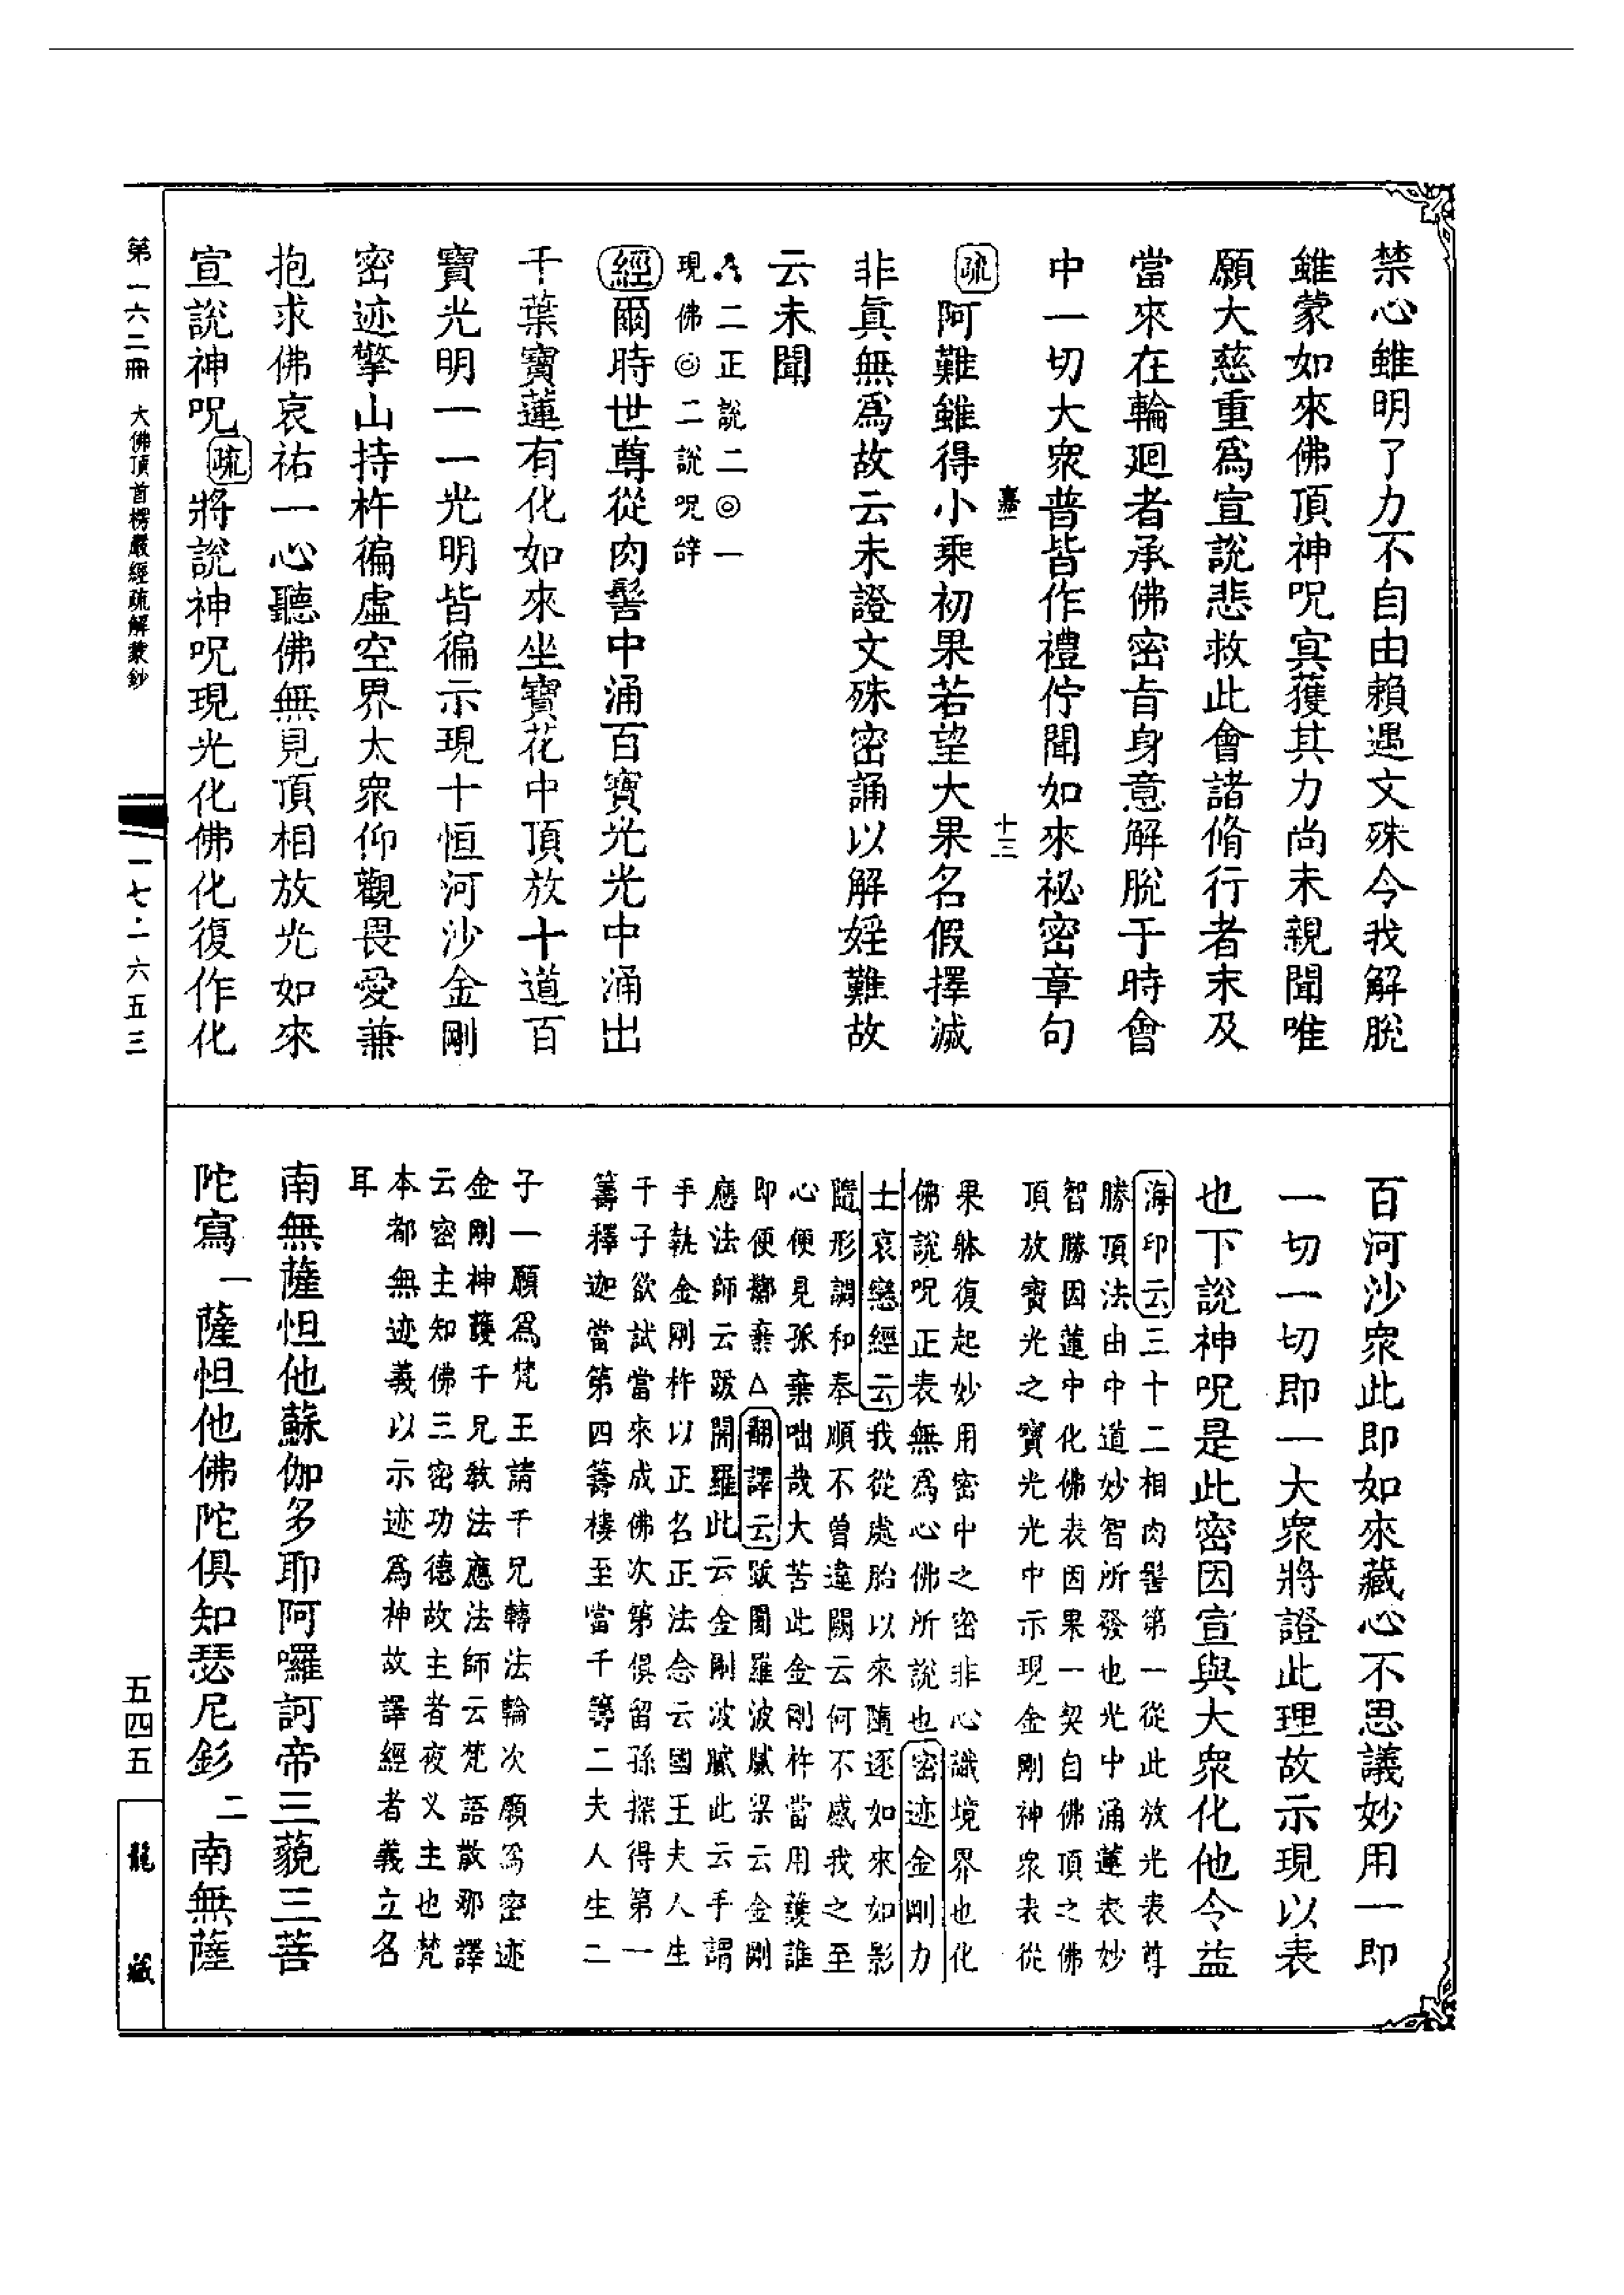 禁心雖明了力不自由賴遇文殊令我解脫
雖蒙如來佛頂神呪冥獲其力尚未親聞唯
願大慈重爲宣說悲救此會諸脩行者末及
當來在輪迴者承佛密旨身意解脫于時會
中一切大衆普皆作禮佇聞如來祕密章句
嘉一 十三
疏 阿難雖得小乘初果若望大果名假擇滅
非眞無爲故云未證文殊密誦以解婬難故
云未聞
二正說二◎一
現佛◎二說呪辭
經爾時世尊從肉髻中涌百寶光光中涌出
千葉寶蓮有化如來坐寶花中頂放十道百
寶光明一一光明皆徧示現十恒河沙金剛
密迹擎山持杵徧虛空界大衆仰觀畏愛兼
抱求佛哀祐一心聽佛無見頂相放光如來
宣說神呪疏將說神呪現光化佛化復作化
第一六二冊 大佛頂首楞嚴經疏解蒙鈔 一七·一六五三
百河沙衆此即如來藏心不思議妙用一即
一切一切即一大衆將證此理故示現以表
也下說神呪是此密因宣與大衆化他令益
海印云三十二相肉髻第一從此放光表尊
勝頂法由中道妙智所發也光中涌蓮表妙
智勝因蓮中化佛表因果一契自佛頂之佛
頂放寶光之寶光光中示現金剛神衆表從
果躰復起妙用密中之密非心識境界也化
佛說呪正表無爲心佛所說也密迹金剛力
士哀戀經云我從處胎以來隨逐如來如影
隨形調和奉順不曾違闕云何不感我之至
心便見孤棄咄哉大苦此金剛杵當用護誰
即便擲棄△翻譯云跋闍羅波膩梁云金剛
應法師云跋闍羅此云金剛波膩此云手謂
手執金剛杵以正名正法念云國王夫人生
千子欲試當來成佛次第俱留孫探得第一
籌釋迦當第四籌樓至當千籌二夫人生二
子一願爲梵王請千兄轉法輪次願爲密迹
金剛神護千兄敎法應法師云梵語散那譯
云密主知佛三密功德故主者夜叉主也梵
本都無迹義以示迹爲神故譯經者義立名
耳
南無薩怛他蘇伽多耶阿囉訶帝三藐三菩
陀寫一薩怛他佛陀俱知瑟尼釤二南無薩
五四五 龍藏